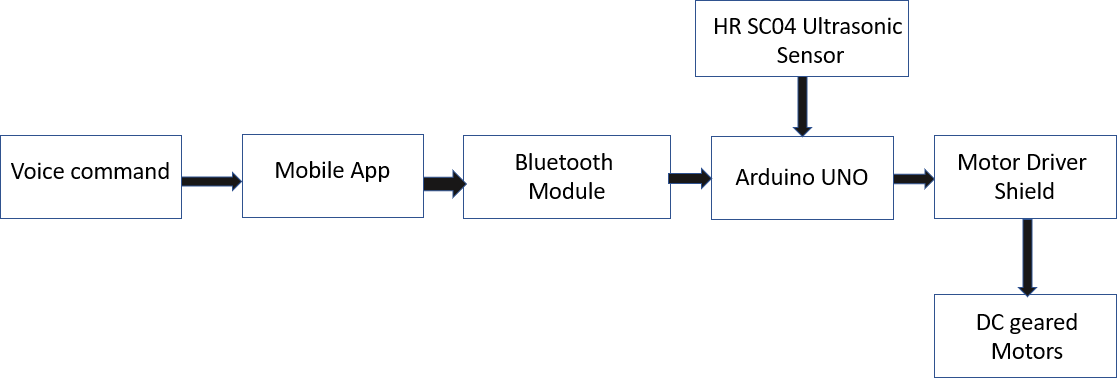 HR SC04 Ultrasonic
Sensor
Voice command
Mobile App
Bluetooth
Module
Arduino UNO
Motor Driver
Shield
DC geared
Motors